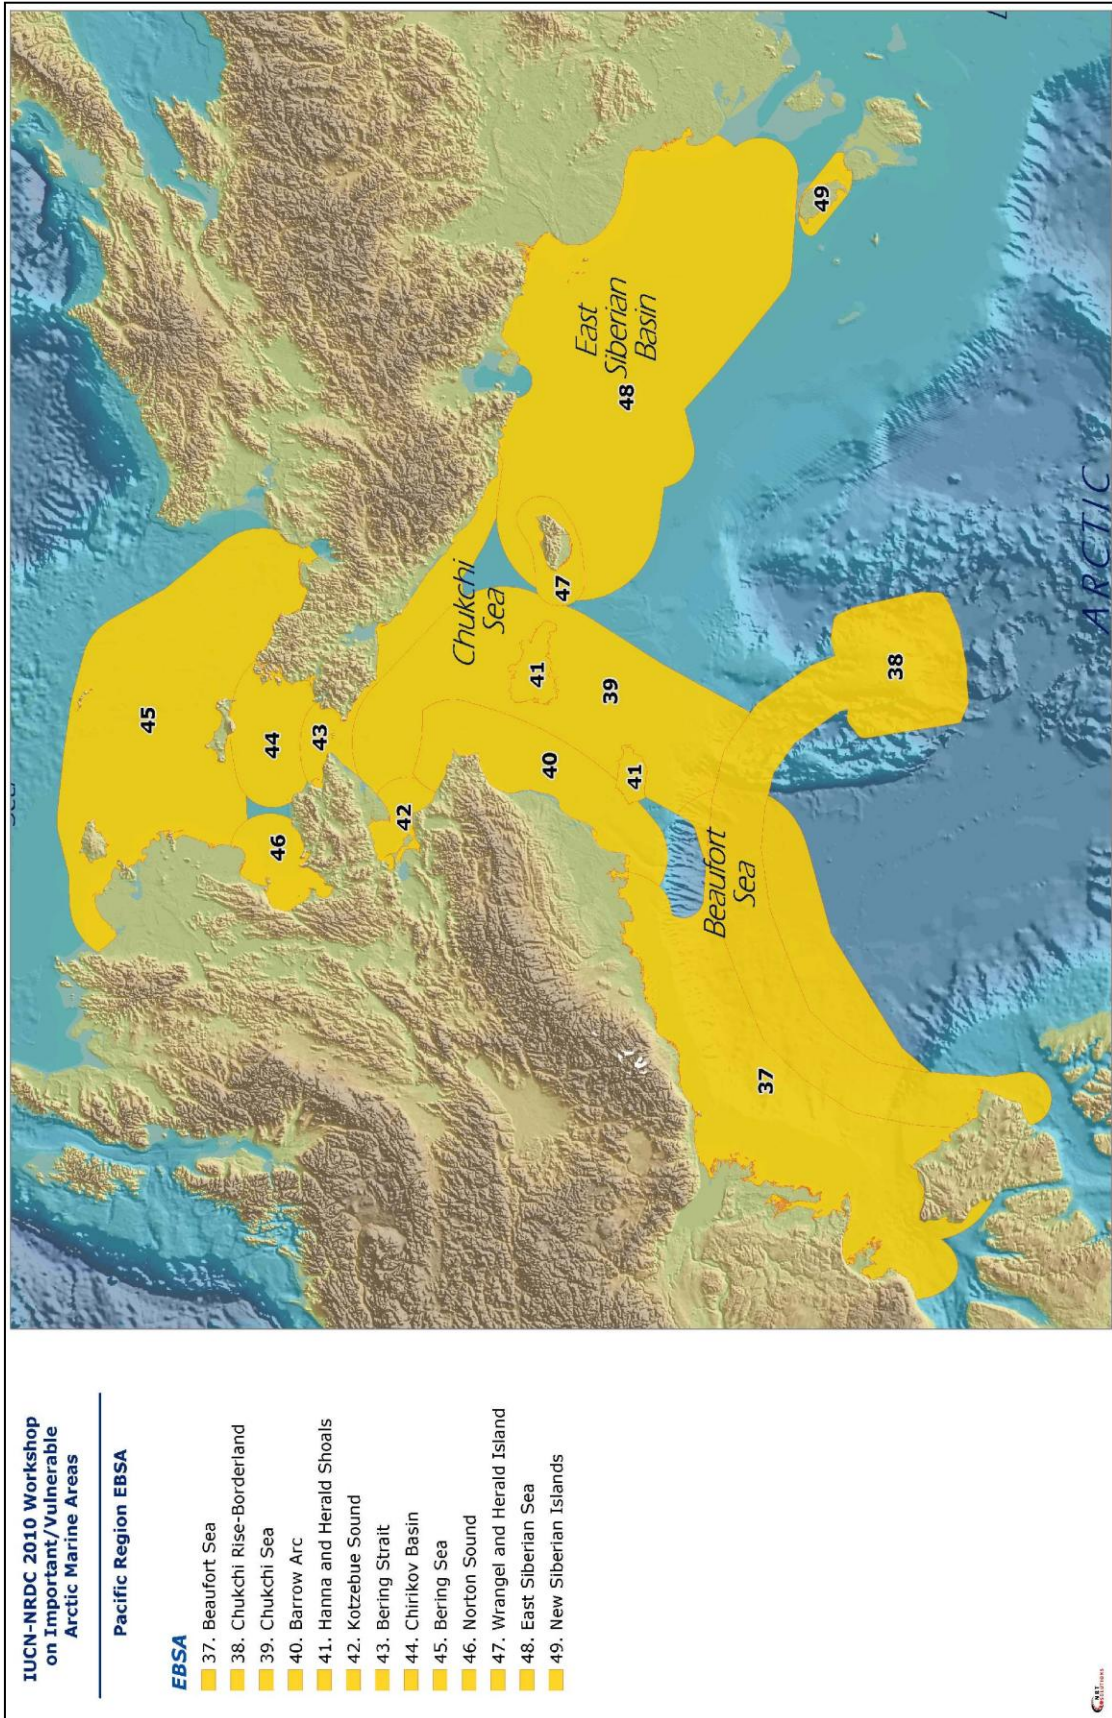 IUCN-NRDC 2010 Workshop
on Important/Vulnerable
Arctic Marine Areas
Pacific Region EBSA
EBSA
37. Beaufort Sea
38. Chukchi Rise-Borderland
39. Chukchi Sea
40. Barrow Arc
41. Hanna and Herald Shoals
42. Kotzebue Sound
43. Bering Strait
44. Chirikov Basin
45. Bering Sea
46. Norton Sound
47. Wrangel and Herald Island
48. East Siberian Sea
49. New Siberian Islands
45
44
43
46
42
Chukchi
Sea
41
47
40
39
41
East
Siberian
Basin
48
49
38
Beaufort
Sea
37
ARCTIC